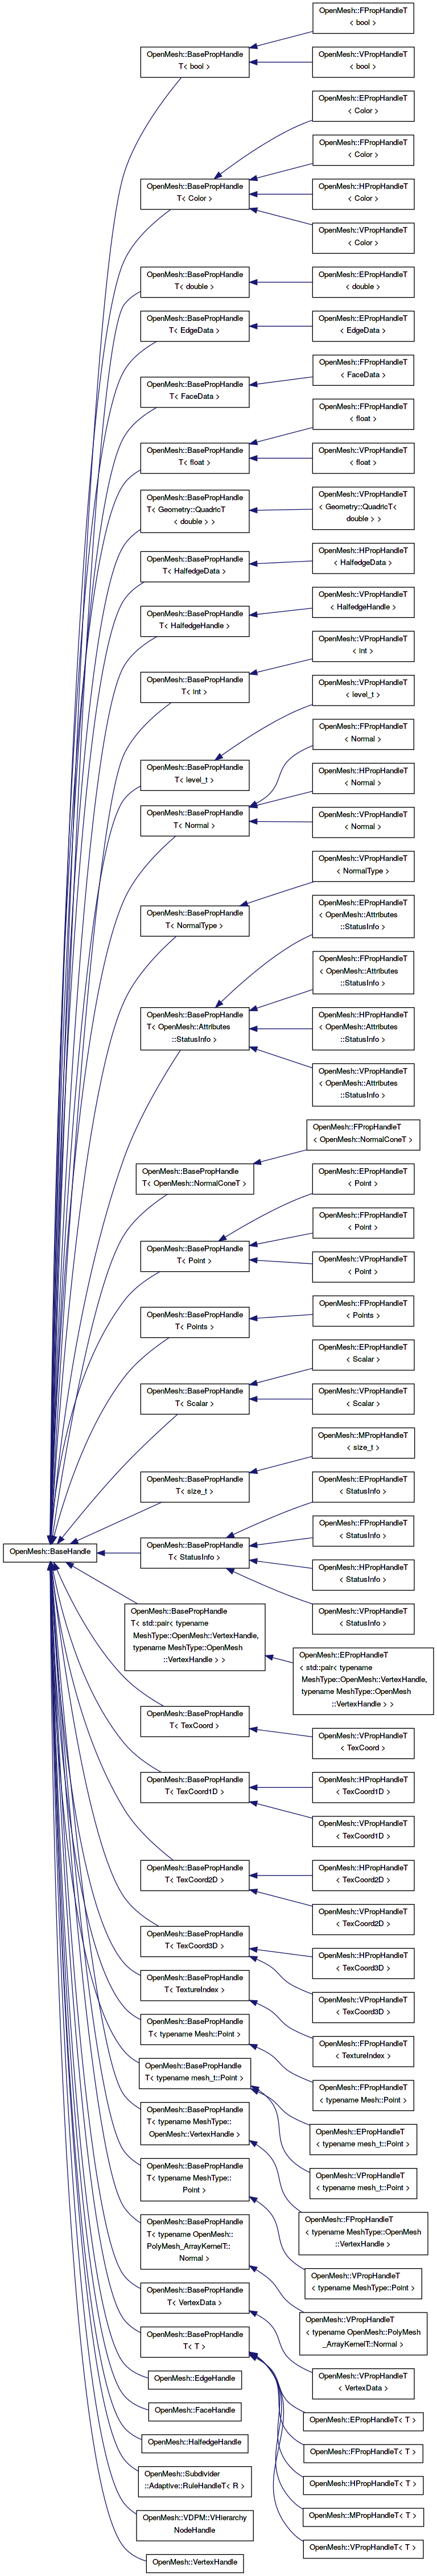 OpenMesh::FPropHandleT
< bool >
OpenMesh::BasePropHandle
T< bool >
OpenMesh::VPropHandleT
< bool >
OpenMesh::EPropHandleT
< Color >
OpenMesh::FPropHandleT
< Color >
OpenMesh::BasePropHandle
T< Color >
OpenMesh::HPropHandleT
< Color >
OpenMesh::VPropHandleT
< Color >
OpenMesh::BasePropHandle
T< double >
OpenMesh::EPropHandleT
< double >
OpenMesh::BasePropHandle
T< EdgeData >
OpenMesh::EPropHandleT
< EdgeData >
OpenMesh::FPropHandleT
< FaceData >
OpenMesh::BasePropHandle
T< FaceData >
OpenMesh::FPropHandleT
< float >
OpenMesh::BasePropHandle
T< float >
OpenMesh::VPropHandleT
< float >
OpenMesh::BasePropHandle
T< Geometry::QuadricT
< double > >
OpenMesh::VPropHandleT
< Geometry::QuadricT<
double > >
OpenMesh::HPropHandleT
< HalfedgeData >
OpenMesh::BasePropHandle
T< HalfedgeData >
OpenMesh::VPropHandleT
< HalfedgeHandle >
OpenMesh::BasePropHandle
T< HalfedgeHandle >
OpenMesh::VPropHandleT
< int >
OpenMesh::BasePropHandle
T< int >
OpenMesh::VPropHandleT
< level_t >
OpenMesh::FPropHandleT
< Normal >
OpenMesh::BasePropHandle
T< level_t >
OpenMesh::HPropHandleT
< Normal >
OpenMesh::BasePropHandle
T< Normal >
OpenMesh::VPropHandleT
< Normal >
OpenMesh::VPropHandleT
< NormalType >
OpenMesh::BasePropHandle
T< NormalType >
OpenMesh::EPropHandleT
< OpenMesh::Attributes
::StatusInfo >
OpenMesh::FPropHandleT
< OpenMesh::Attributes
::StatusInfo >
OpenMesh::BasePropHandle
T< OpenMesh::Attributes
::StatusInfo >
OpenMesh::HPropHandleT
< OpenMesh::Attributes
::StatusInfo >
OpenMesh::VPropHandleT
< OpenMesh::Attributes
::StatusInfo >
OpenMesh::FPropHandleT
< OpenMesh::NormalConeT >
OpenMesh::BasePropHandle
T< OpenMesh::NormalConeT >
OpenMesh::EPropHandleT
< Point >
OpenMesh::FPropHandleT
< Point >
OpenMesh::BasePropHandle
T< Point >
OpenMesh::VPropHandleT
< Point >
OpenMesh::FPropHandleT
< Points >
OpenMesh::BasePropHandle
T< Points >
OpenMesh::EPropHandleT
< Scalar >
OpenMesh::BasePropHandle
T< Scalar >
OpenMesh::VPropHandleT
< Scalar >
OpenMesh::MPropHandleT
< size_t >
OpenMesh::BasePropHandle
T< size_t >
OpenMesh::EPropHandleT
< StatusInfo >
OpenMesh::FPropHandleT
< StatusInfo >
OpenMesh::BaseHandle
OpenMesh::BasePropHandle
T< StatusInfo >
OpenMesh::HPropHandleT
< StatusInfo >
OpenMesh::VPropHandleT
< StatusInfo >
OpenMesh::BasePropHandle
T< std::pair< typename
MeshType::OpenMesh::VertexHandle,
typename MeshType::OpenMesh
::VertexHandle > >
OpenMesh::EPropHandleT
< std::pair< typename
MeshType::OpenMesh::VertexHandle,
typename MeshType::OpenMesh
::VertexHandle > >
OpenMesh::BasePropHandle
T< TexCoord >
OpenMesh::VPropHandleT
< TexCoord >
OpenMesh::BasePropHandle
T< TexCoord1D >
OpenMesh::HPropHandleT
< TexCoord1D >
OpenMesh::VPropHandleT
< TexCoord1D >
OpenMesh::BasePropHandle
T< TexCoord2D >
OpenMesh::HPropHandleT
< TexCoord2D >
OpenMesh::VPropHandleT
< TexCoord2D >
OpenMesh::BasePropHandle
T< TexCoord3D >
OpenMesh::HPropHandleT
< TexCoord3D >
OpenMesh::BasePropHandle
T< TextureIndex >
OpenMesh::VPropHandleT
< TexCoord3D >
OpenMesh::BasePropHandle
T< typename Mesh::Point >
OpenMesh::FPropHandleT
< TextureIndex >
OpenMesh::BasePropHandle
T< typename mesh_t::Point >
OpenMesh::FPropHandleT
< typename Mesh::Point >
OpenMesh::BasePropHandle
T< typename MeshType::
OpenMesh::VertexHandle >
OpenMesh::EPropHandleT
< typename mesh_t::Point >
OpenMesh::BasePropHandle
T< typename MeshType::
Point >
OpenMesh::VPropHandleT
< typename mesh_t::Point >
OpenMesh::FPropHandleT
< typename MeshType::OpenMesh
::VertexHandle >
OpenMesh::BasePropHandle
T< typename OpenMesh::
PolyMesh_ArrayKernelT::
Normal >
OpenMesh::VPropHandleT
< typename MeshType::Point >
OpenMesh::BasePropHandle
T< VertexData >
OpenMesh::VPropHandleT
< typename OpenMesh::PolyMesh
_ArrayKernelT::Normal >
OpenMesh::BasePropHandle
T< T >
OpenMesh::VPropHandleT
< VertexData >
OpenMesh::EdgeHandle
OpenMesh::FaceHandle
OpenMesh::EPropHandleT< T >
OpenMesh::HalfedgeHandle
OpenMesh::FPropHandleT< T >
OpenMesh::Subdivider
::Adaptive::RuleHandleT< R >
OpenMesh::HPropHandleT< T >
OpenMesh::VDPM::VHierarchy
NodeHandle
OpenMesh::MPropHandleT< T >
OpenMesh::VertexHandle
OpenMesh::VPropHandleT< T >